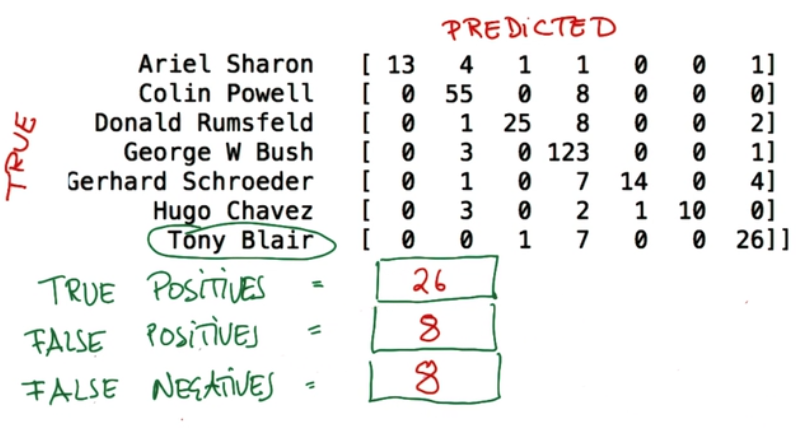 PREDICTED
TRUE
Ariel Sharon [ 13 4 1 1 0 0 1]
Colin Powell [ 0 55 0 8 0 0 0]
Donald Rumsfeld [ 0 1 25 8 0 0 2]
George W Bush [ 0 3 0 123 0 0 1]
Gerhard Schroeder [ 0 1 0 7 14 0 4]
Hugo Chavez [ 0 3 0 2 1 10 0]
Tony Blair [ 0 0 1 7 0 0 26]]
TRUE POSITIVES = 26
FALSE POSITIVES = 8
FALSE NEGATIVES = 8